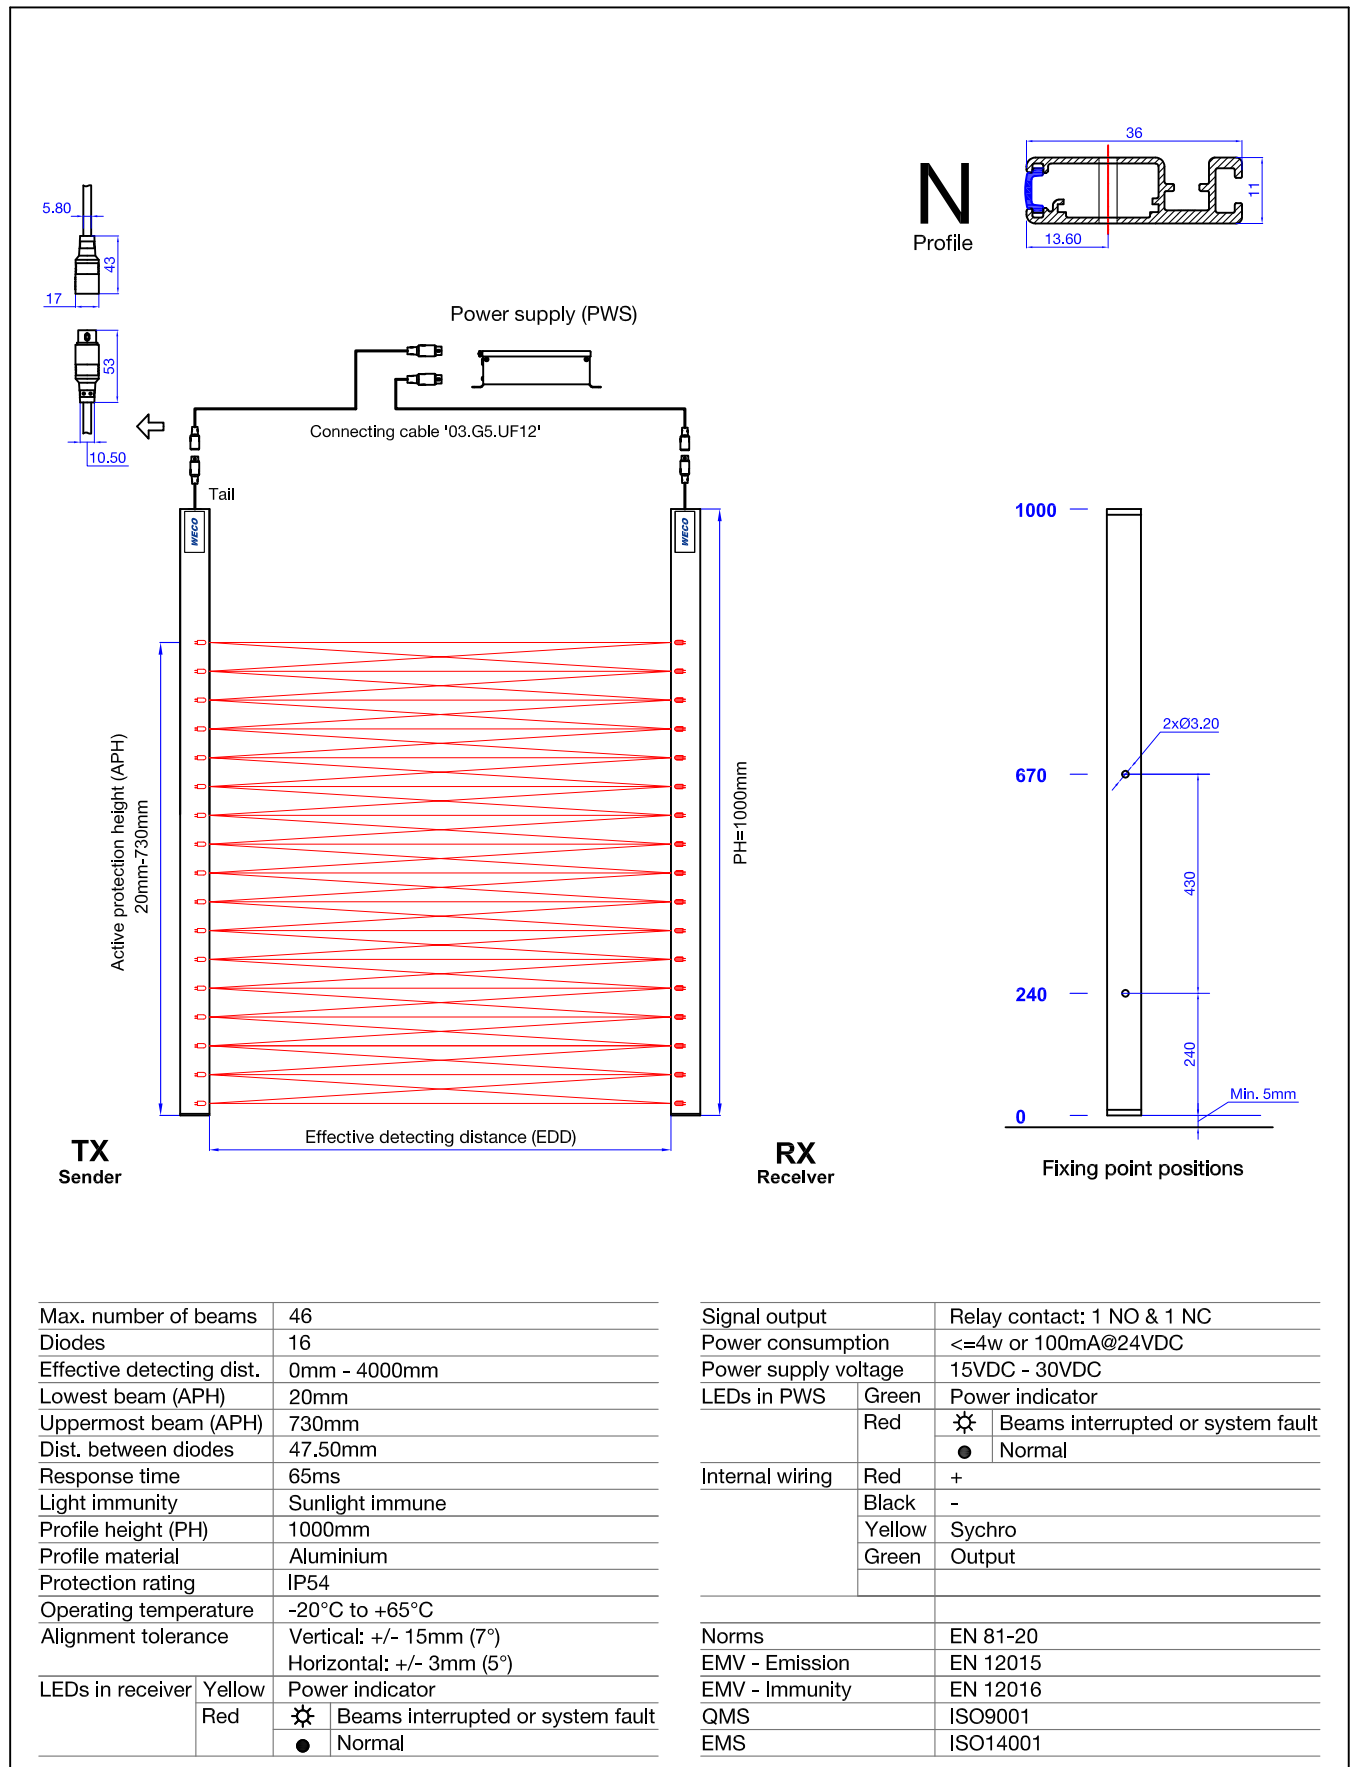 36
N
Profile
11
13.60
5.80
43
17
53
10.50
Power supply (PWS)
Connecting cable '03.G5.UF12'
Tail
WECO
WECO
Active protection height (APH)
20mm-730mm
PH=1000mm
Effective detecting distance (EDD)
TX
Sender
RX
Receiver
1000
2xØ3.20
670
430
240
240
Min. 5mm
0
Fixing point positions
Max. number of beams 46
Diodes 16
Effective detecting dist. 0mm - 4000mm
Lowest beam (APH) 20mm
Uppermost beam (APH) 730mm
Dist. between diodes 47.50mm
Response time 65ms
Light immunity Sunlight immune
Profile height (PH) 1000mm
Profile material Aluminium
Protection rating IP54
Operating temperature -20°C to +65°C
Alignment tolerance Vertical: +/- 15mm (7°)
Horizontal: +/- 3mm (5°)
LEDs in receiver Yellow Power indicator
Red Beams interrupted or system fault
Normal
Signal output Relay contact: 1 NO & 1 NC
Power consumption <=4w or 100mA@24VDC
Power supply voltage 15VDC - 30VDC
LEDs in PWS Green Power indicator
Red Beams interrupted or system fault
Normal
Internal wiring Red +
Black -
Yellow Sychro
Green Output
Norms EN 81-20
EMV - Emission EN 12015
EMV - Immunity EN 12016
QMS ISO9001
EMS ISO14001